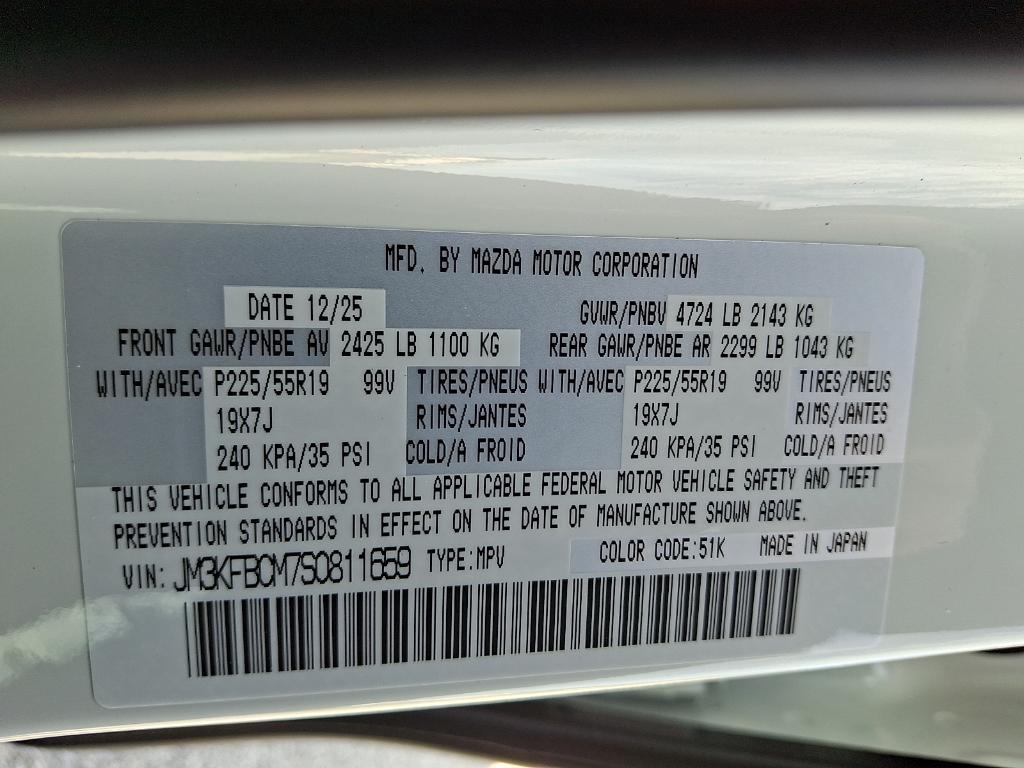 MFD. BY MAZDA MOTOR CORPORATION
DATE 12/25 GVWR/PNBV 4724 LB 2143 KG
FRONT GAWR/PNBE AV 2425 LB 1100 KG REAR GAWR/PNBE AR 2299 LB 1043 KG
WITH/AVEC P225/55R19 99V TIRES/PNEUS WITH/AVEC P225/55R19 99V TIRES/PNEUS
19X7J RIMS/JANTES 19X7J RIMS/JANTES
240 KPA/35 PSI COLD/A FROID 240 KPA/35 PSI COLD/A FROID
THIS VEHICLE CONFORMS TO ALL APPLICABLE FEDERAL MOTOR VEHICLE SAFETY AND THEFT
PREVENTION STANDARDS IN EFFECT ON THE DATE OF MANUFACTURE SHOWN ABOVE.
VIN: JM3KFBCM7S0811659 TYPE:MPV COLOR CODE:51K MADE IN JAPAN